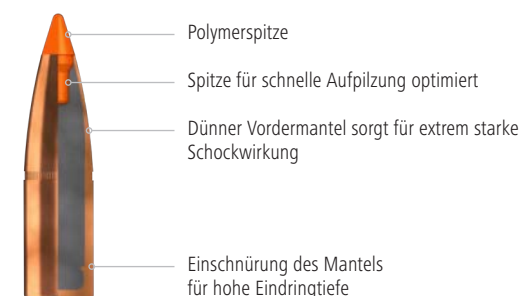 Polymerspitze
Spitze für schnelle Aufpilzung optimiert
Dünner Vordermantel sorgt für extrem starke
Schockwirkung
Einschnürung des Mantels
für hohe Eindringtiefe